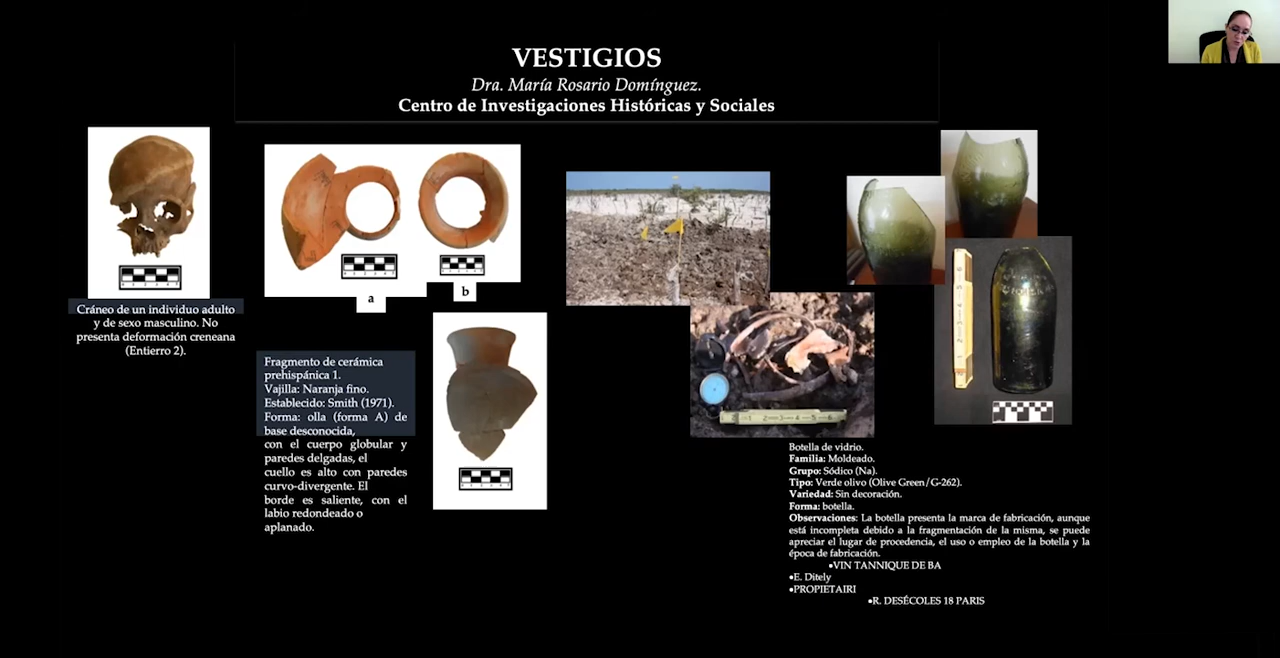 VESTIGIOS
Dra. María Rosario Domínguez.
Centro de Investigaciones Históricas y Sociales
Cráneo de un individuo adulto
y de sexo masculino. No
presenta deformación creneana
(Entierro 2).
a
b
Fragmento de cerámica
prehispánica 1.
Vajilla: Naranja fino.
Establecido: Smith (1971).
Forma: olla (forma A) de
base desconocida,
con el cuerpo globular y
paredes delgadas, el
cuello es alto con paredes
curvo-divergente. El
borde es saliente, con el
labio redondeado o
aplanado.
Botella de vidrio.
Familia: Moldeado.
Grupo: Sódico (Na).
Tipo: Verde olivo (Olive Green/G-262).
Variedad: Sin decoración.
Forma: botella.
Observaciones: La botella presenta la marca de fabricación, aunque
está incompleta debido a la fragmentación de la misma, se puede
apreciar el lugar de procedencia, el uso o empleo de la botella y la
época de fabricación.
•VIN TANNIQUE DE BA
•E. Ditely
•PROPIETAIRI
•R. DESÉCOLES 18 PARIS